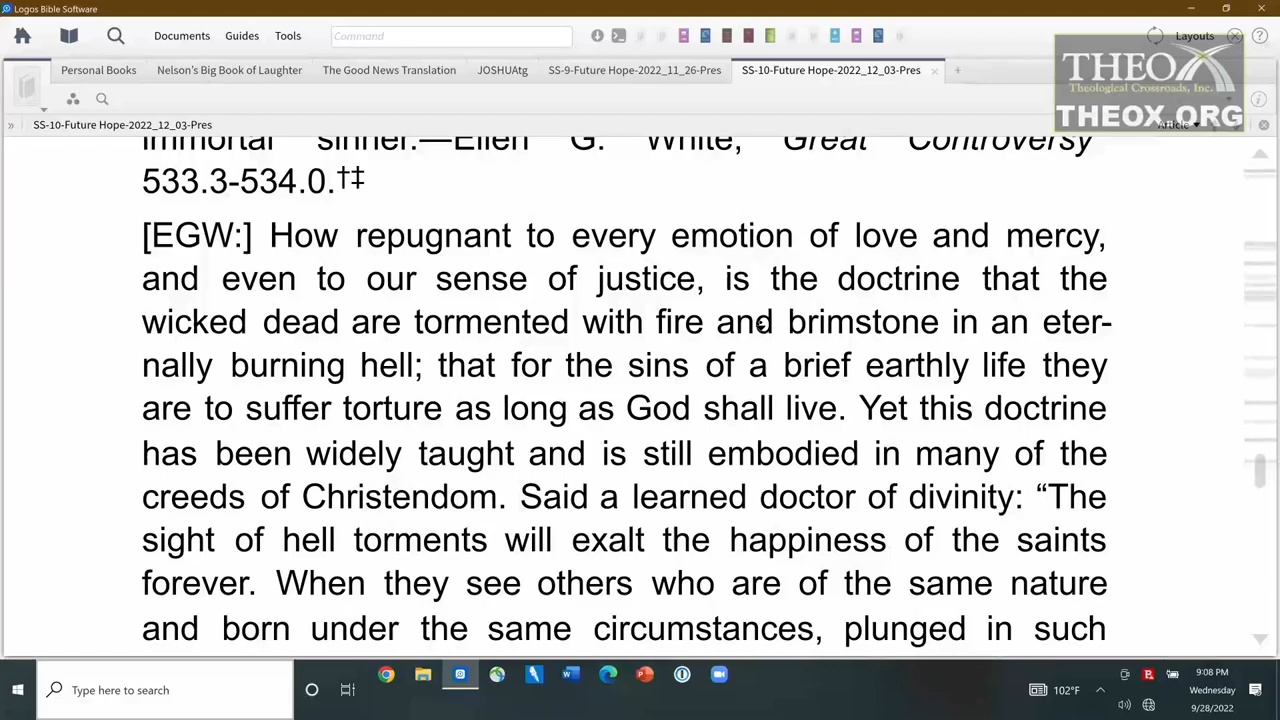 Logos Bible Software
Documents Guides Tools Command Layouts
Personal Books Nelson's Big Book of Laughter The Good News Translation JOSHUAtg SS-9-Future Hope-2022_11_26-Pres SS-10-Future Hope-2022_12_03-Pres
THEOX
Theological Crossroads, Inc.
THEOX.ORG
SS-10-Future Hope-2022_12_03-Pres Article
immortal sinner.—Ellen G. White, Great Controversy
533.3-534.0.†‡
[EGW:] How repugnant to every emotion of love and mercy,
and even to our sense of justice, is the doctrine that the
wicked dead are tormented with fire and brimstone in an eter-
nally burning hell; that for the sins of a brief earthly life they
are to suffer torture as long as God shall live. Yet this doctrine
has been widely taught and is still embodied in many of the
creeds of Christendom. Said a learned doctor of divinity: “The
sight of hell torments will exalt the happiness of the saints
forever. When they see others who are of the same nature
and born under the same circumstances, plunged in such
Type here to search
102°F
9:08 PM
Wednesday
9/28/2022